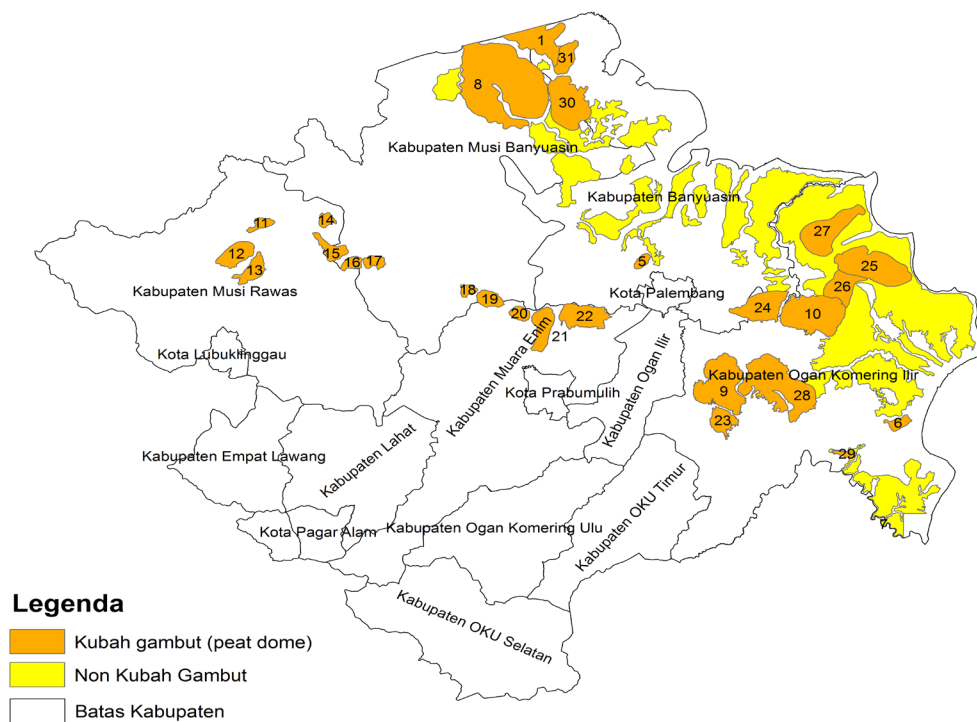 1
31
8
30
Kabupaten Musi Banyuasin
Kabupaten Banyuasin
11
14
27
12
15
5
13
16
17
25
Kabupaten Musi Rawas
18
19
Kota Palembang
26
24
10
20
22
21
Kota Lubuklinggau
Kabupaten Muara Enim
Kabupaten Ogan Ilir
Kabupaten Ogan Komering Ilir
Kota Prabumulih
9
28
23
6
Kabupaten Empat Lawang
Kabupaten Lahat
29
Kota Pagar Alam
Kabupaten Ogan Komering Ulu
Kabupaten OKU Timur
7
Kabupaten OKU Selatan
Legenda
Kubah gambut (peat dome)
Non Kubah Gambut
Batas Kabupaten